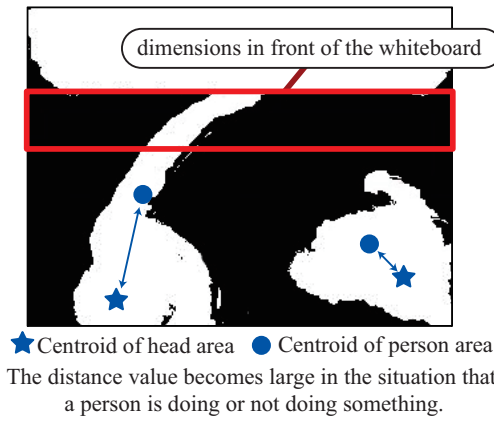 dimensions in front of the whiteboard
Centroid of head area Centroid of person area
The distance value becomes large in the situation that
a person is doing or not doing something.